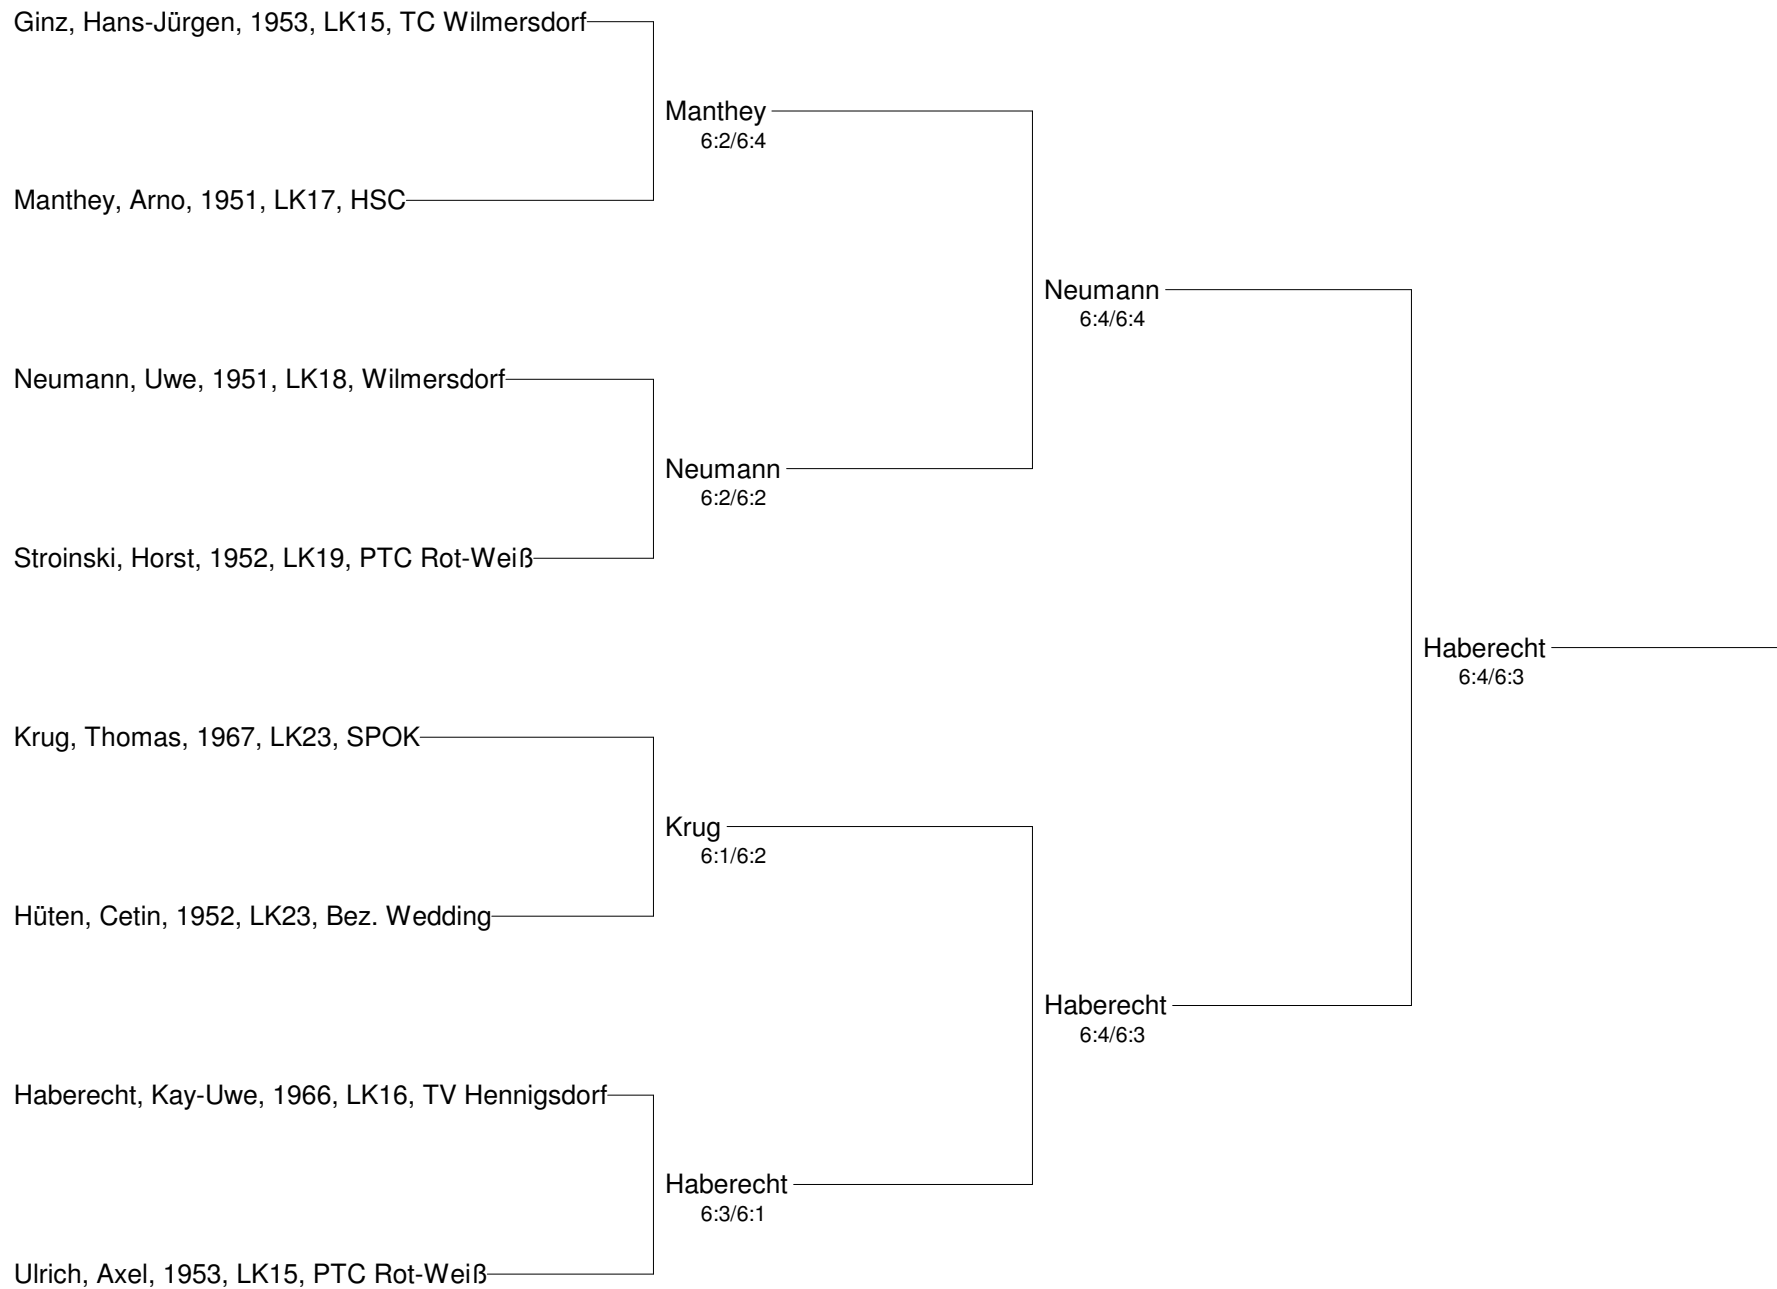 Ginz, Hans-Jürgen, 1953, LK15, TC Wilmersdorf
Manthey
6:2/6:4
Manthey, Arno, 1951, LK17, HSC
Neumann
6:4/6:4
Neumann, Uwe, 1951, LK18, Wilmersdorf
Neumann
6:2/6:2
Stroinski, Horst, 1952, LK19, PTC Rot-Weiß
Haberecht
6:4/6:3
Krug, Thomas, 1967, LK23, SPOK
Krug
6:1/6:2
Hüten, Cetin, 1952, LK23, Bez. Wedding
Haberecht
6:4/6:3
Haberecht, Kay-Uwe, 1966, LK16, TV Hennigsdorf
Haberecht
6:3/6:1
Ulrich, Axel, 1953, LK15, PTC Rot-Weiß